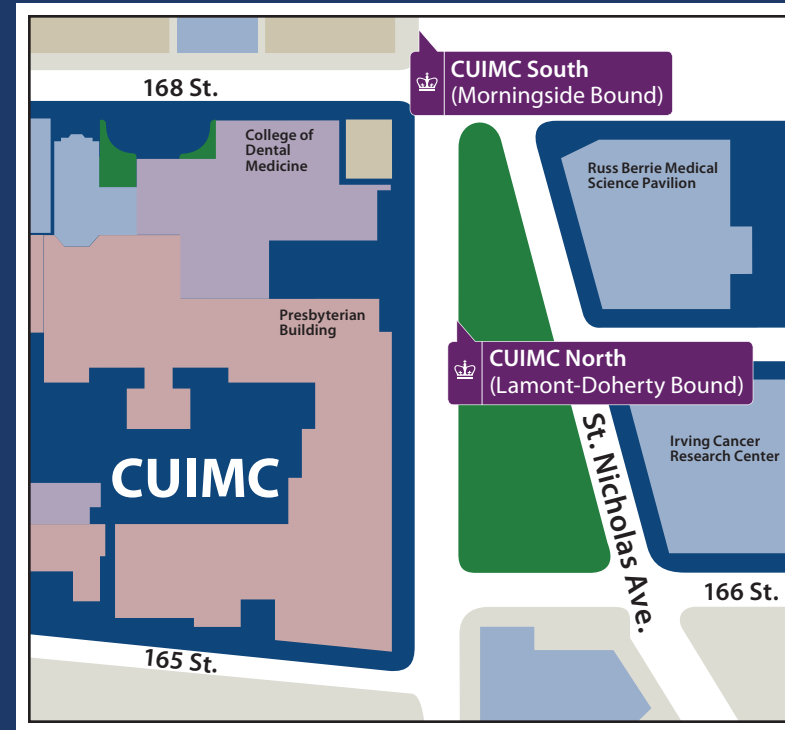 CUIMC South
(Morningside Bound)
168 St.
College of
Dental
Medicine
Russ Berrie Medical
Science Pavilion
Presbyterian
Building
CUIMC North
(Lamont-Doherty Bound)
St. Nicholas Ave.
Irving Cancer
Research Center
CUIMC
166 St.
165 St.